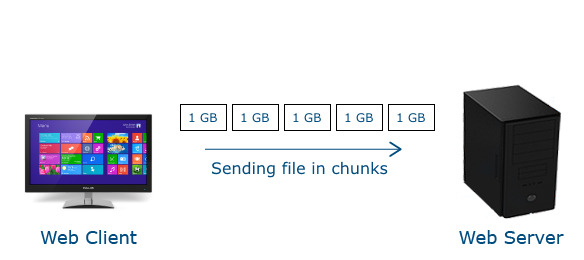 1 GB 1 GB 1 GB 1 GB 1 GB
Sending file in chunks
Web Client
Web Server